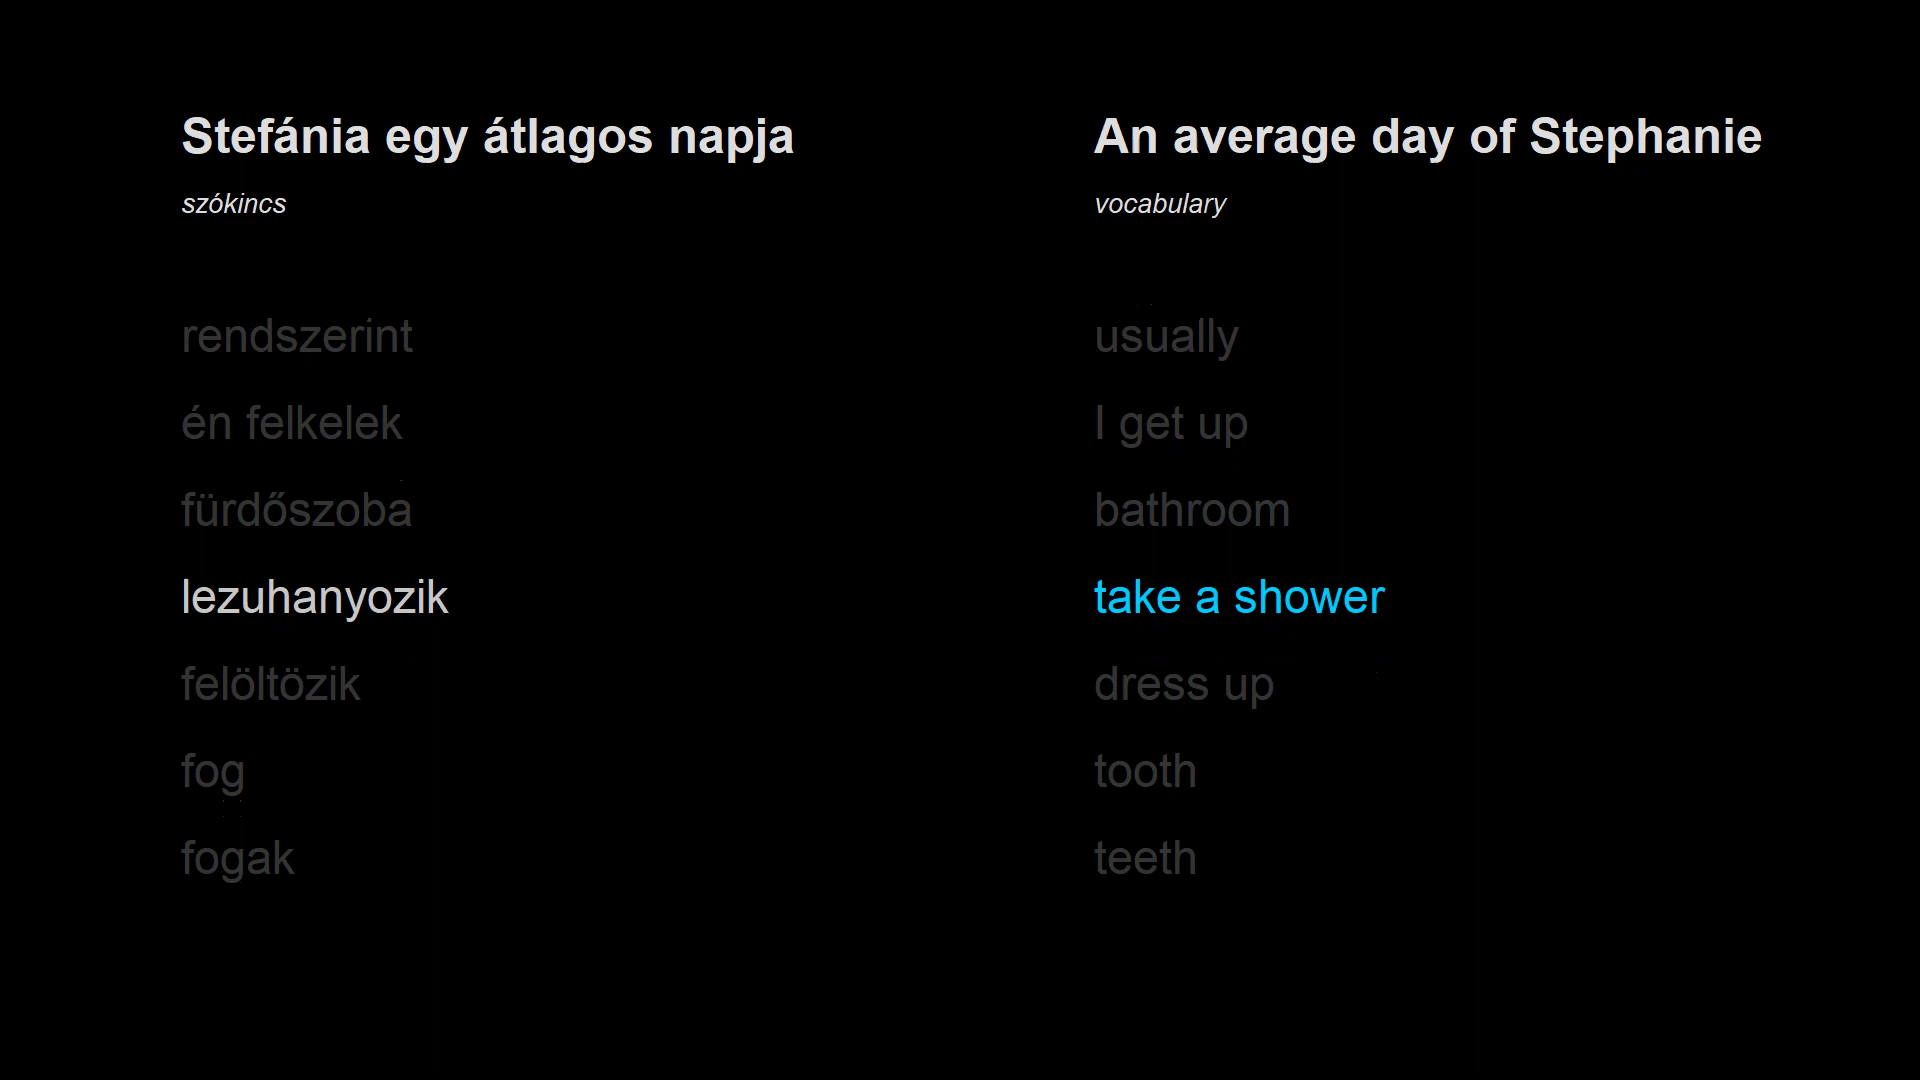 Stefánia egy átlagos napja
szókincs
rendszerint
én felkelek
fürdőszoba
lezuhanyozik
felöltözik
fog
fogak
An average day of Stephanie
vocabulary
usually
I get up
bathroom
take a shower
dress up
tooth
teeth